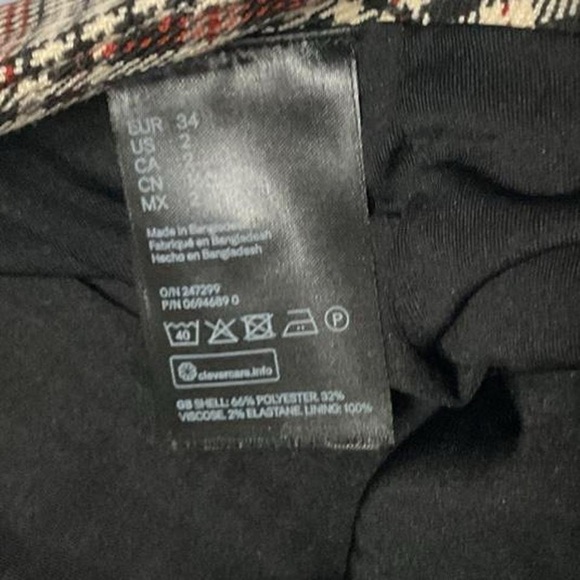 EUR 34
US 2
CA 2
CN
MX 2
Made in Bangladesh
Fabriqué en Bangladesh
Hecho en Bangladesh
O/N 247299
P/N 0694689 0
40
P
clevercare.info
GB SHELL: 66% POLYESTER, 32%
VISCOSE, 2% ELASTANE. LINING: 100%